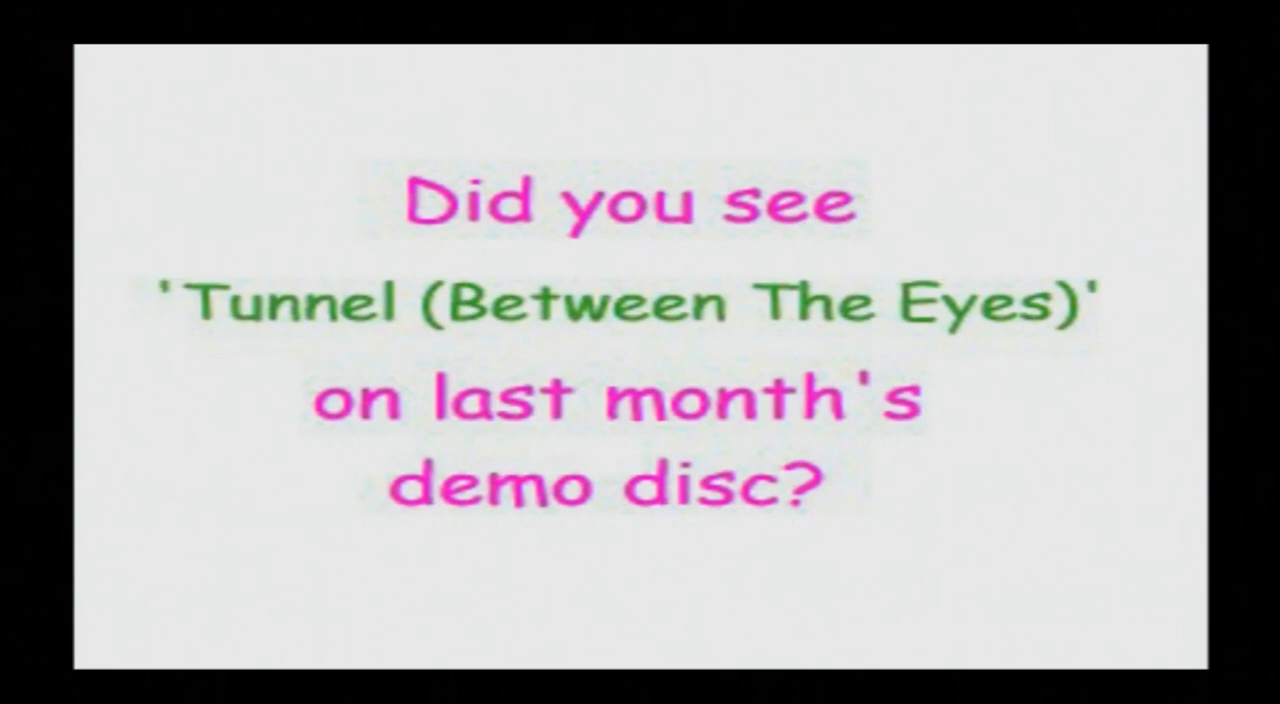 Did you see
'Tunnel (Between The Eyes)'
on last month's
demo disc?